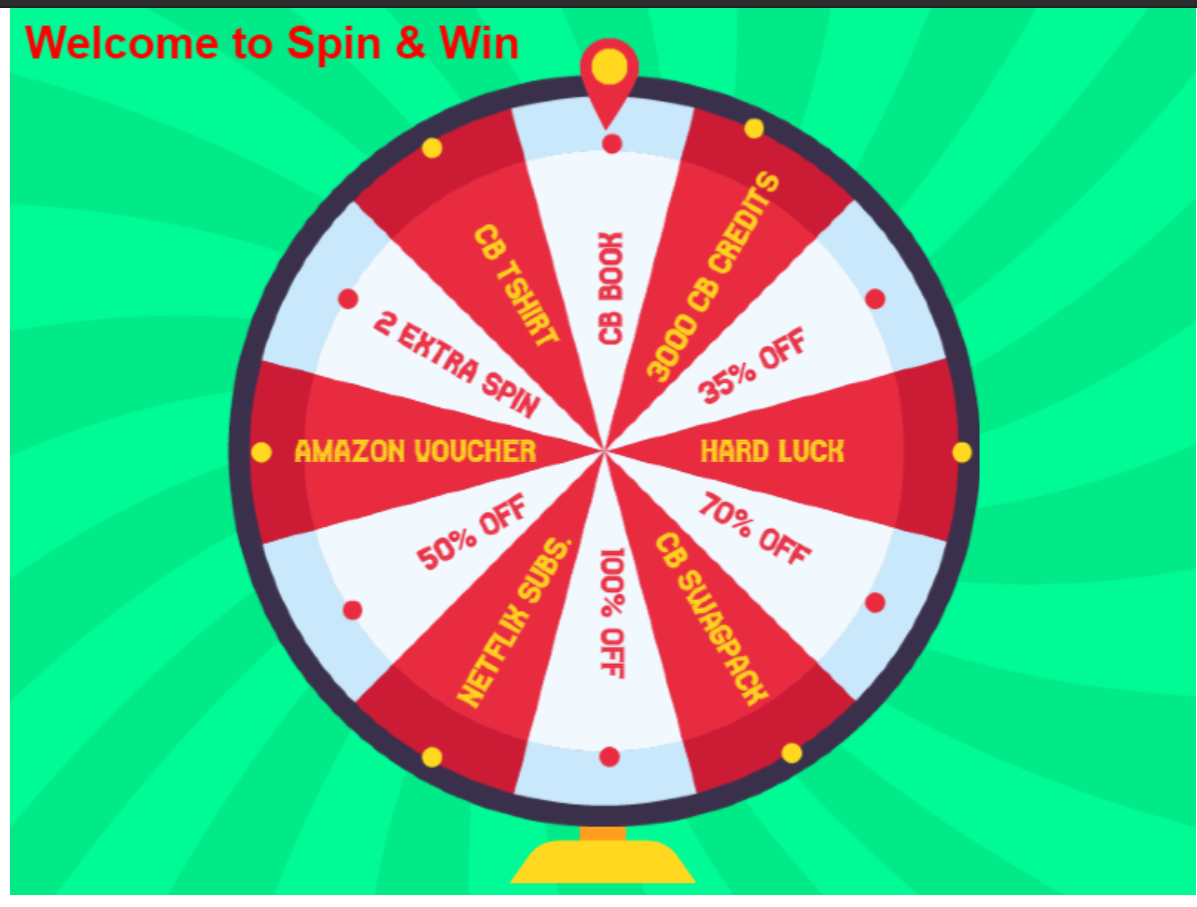 Welcome to Spin & Win
CB BOOK
3000 CB CREDITS
35% OFF
HARD LUCK
70% OFF
CB SWAGPACK
100% OFF
NETFLIX SUBS.
50% OFF
AMAZON VOUCHER
2 EXTRA SPIN
CB TSHIRT